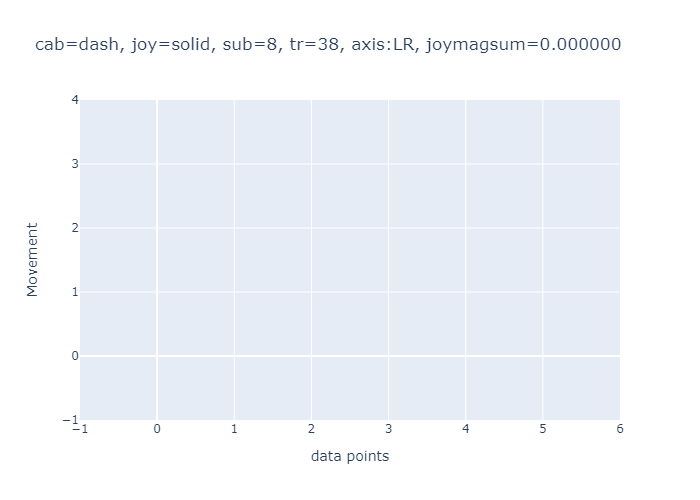 cab=dash, joy=solid, sub=8, tr=38, axis:LR, joymagsum=0.000000
4
3
2
1
0
−1
Movement
−1 0 1 2 3 4 5 6
data points